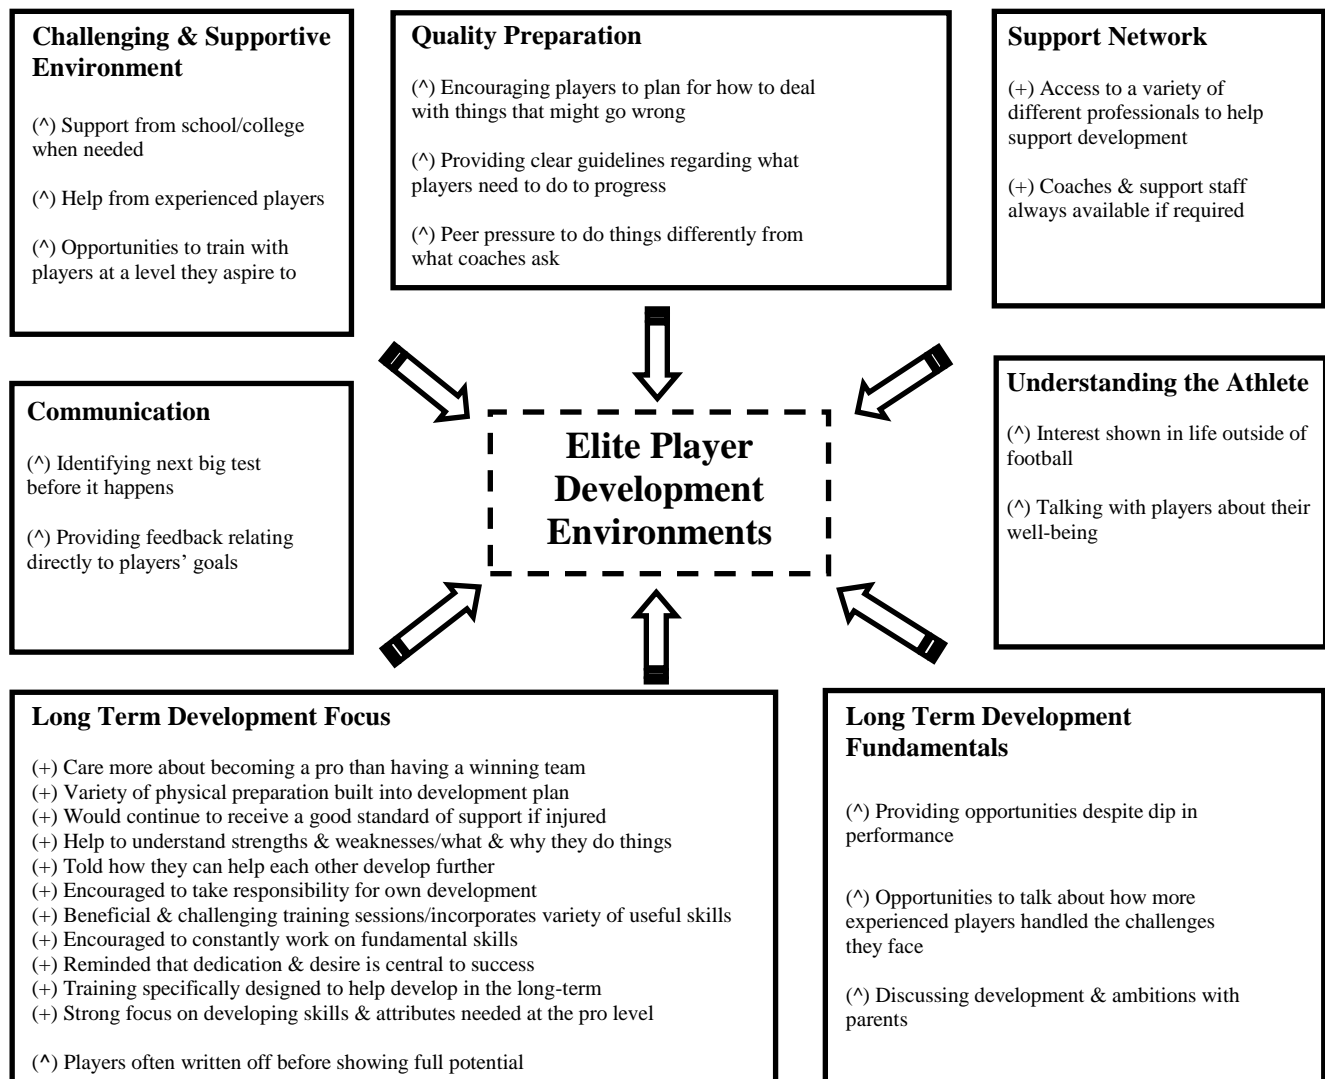 Challenging & Supportive
Environment
(^) Support from school/college
when needed
(^) Help from experienced players
(^) Opportunities to train with
players at a level they aspire to
Quality Preparation
(^) Encouraging players to plan for how to deal
with things that might go wrong
(^) Providing clear guidelines regarding what
players need to do to progress
(^) Peer pressure to do things differently from
what coaches ask
Support Network
(+) Access to a variety of
different professionals to help
support development
(+) Coaches & support staff
always available if required
Communication
(^) Identifying next big test
before it happens
(^) Providing feedback relating
directly to players’ goals
Elite Player
Development
Environments
Understanding the Athlete
(^) Interest shown in life outside of
football
(^) Talking with players about their
well-being
Long Term Development Focus
(+) Care more about becoming a pro than having a winning team
(+) Variety of physical preparation built into development plan
(+) Would continue to receive a good standard of support if injured
(+) Help to understand strengths & weaknesses/what & why they do things
(+) Told how they can help each other develop further
(+) Encouraged to take responsibility for own development
(+) Beneficial & challenging training sessions/incorporates variety of useful skills
(+) Encouraged to constantly work on fundamental skills
(+) Reminded that dedication & desire is central to success
(+) Training specifically designed to help develop in the long-term
(+) Strong focus on developing skills & attributes needed at the pro level
(^) Players often written off before showing full potential
Long Term Development
Fundamentals
(^) Providing opportunities despite dip in
performance
(^) Opportunities to talk about how more
experienced players handled the challenges
they face
(^) Discussing development & ambitions with
parents